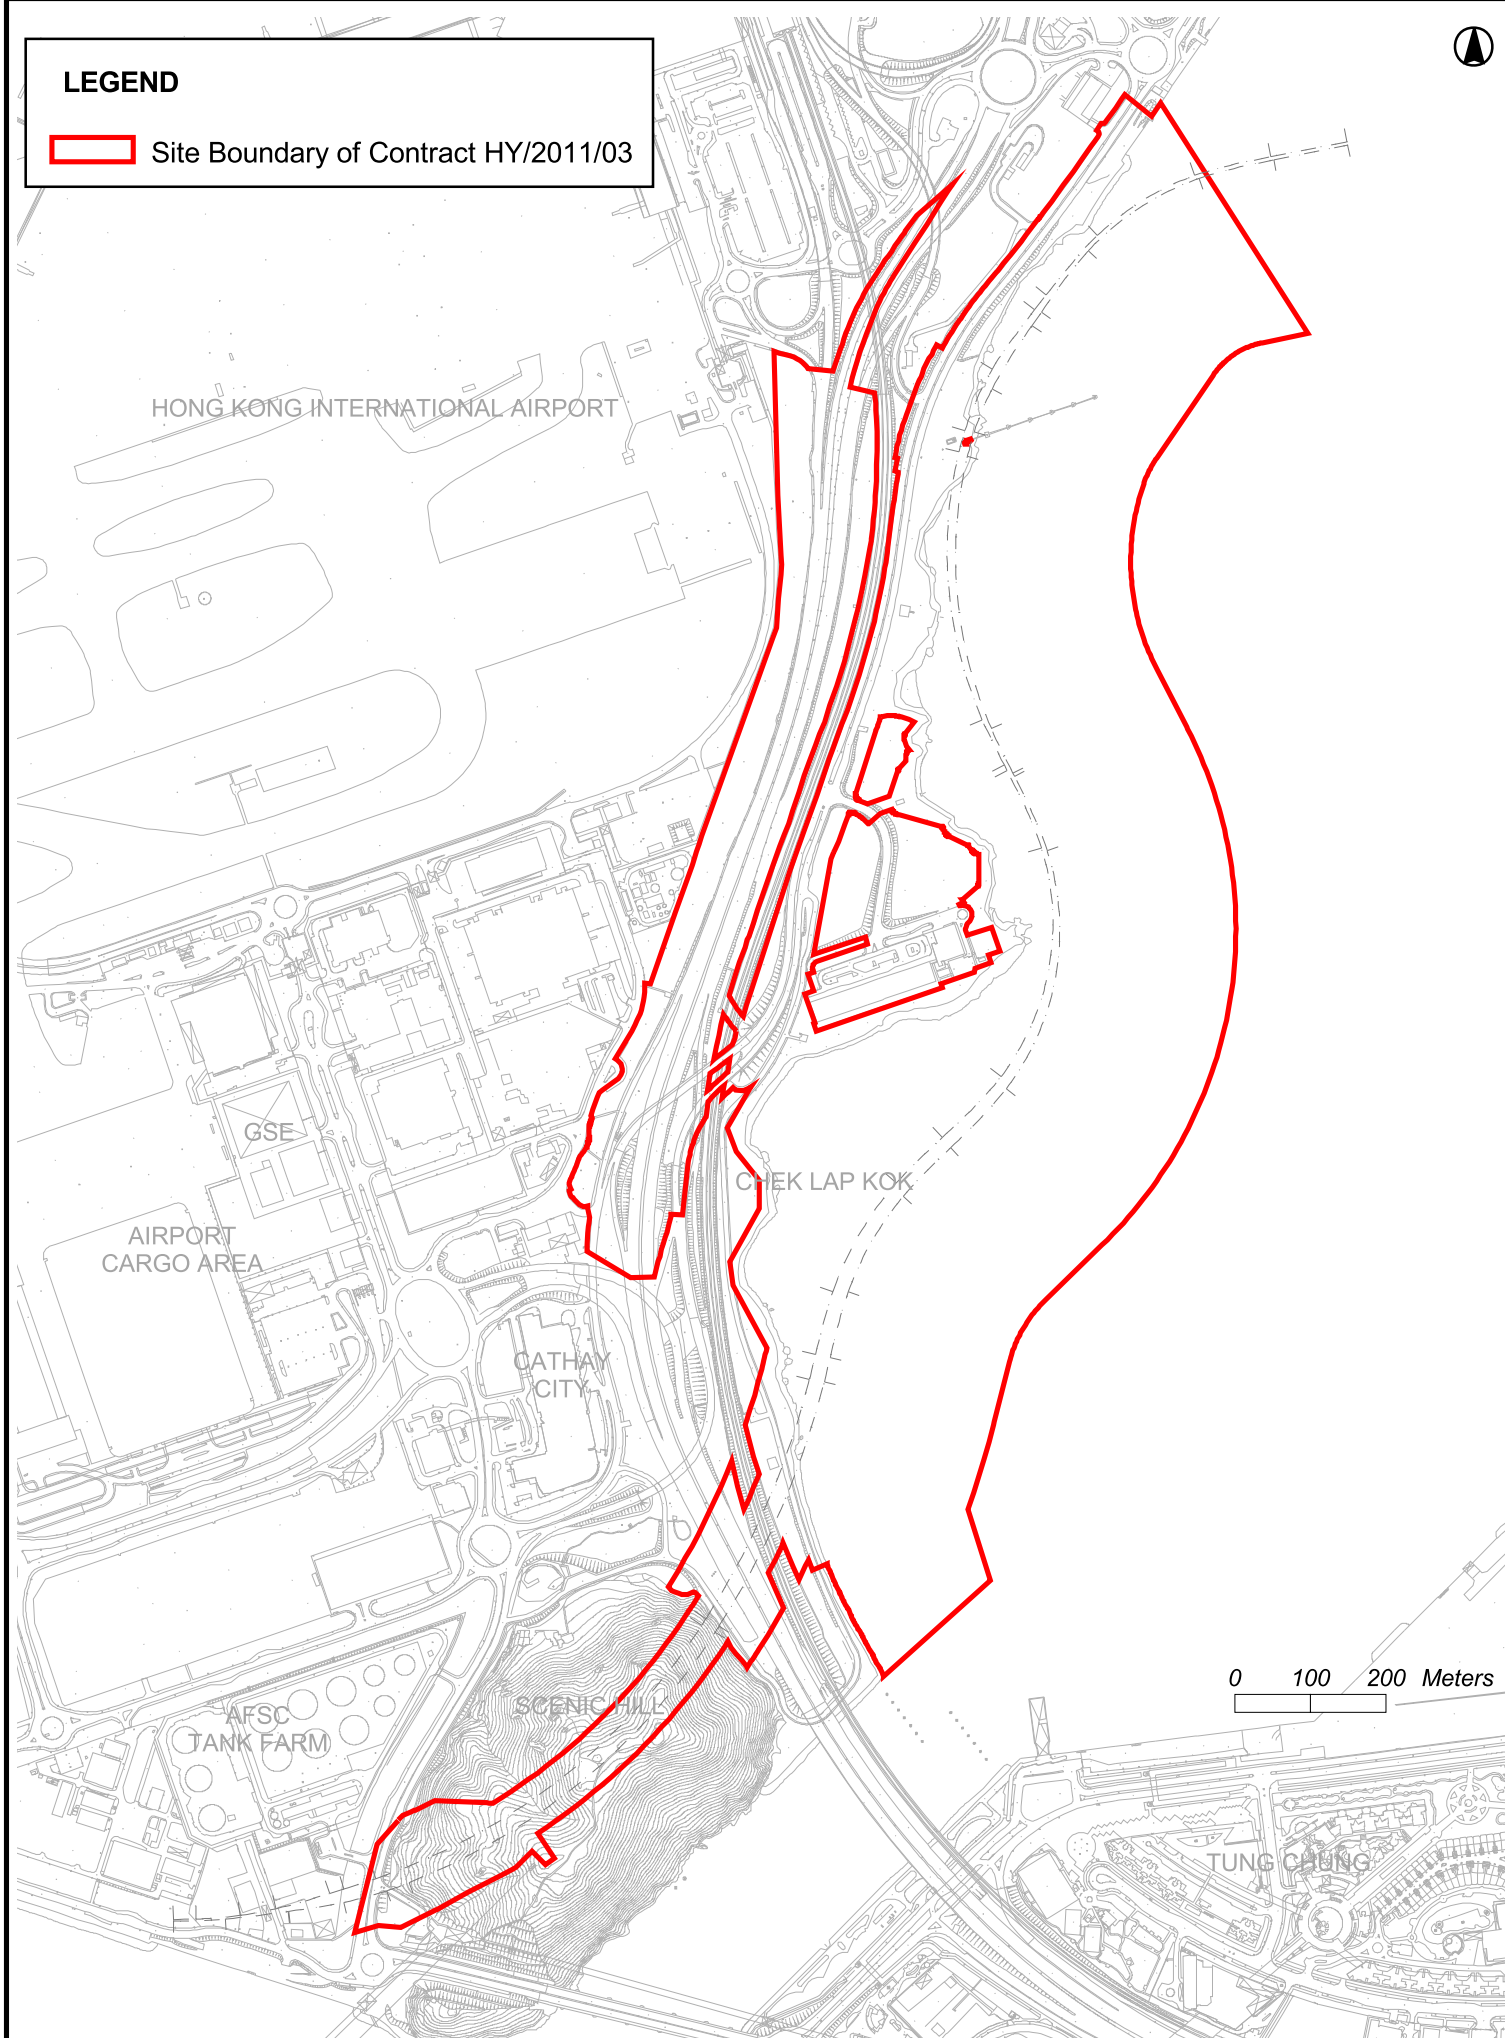 LEGEND
Site Boundary of Contract HY/2011/03
HONG KONG INTERNATIONAL AIRPORT
GSE
CHEK LAP KOK
AIRPORT
CARGO AREA
CATHAY
CITY
0 100 200 Meters
SCENIC HILL
AFSC
TANK FARM
TUNG CHUNG